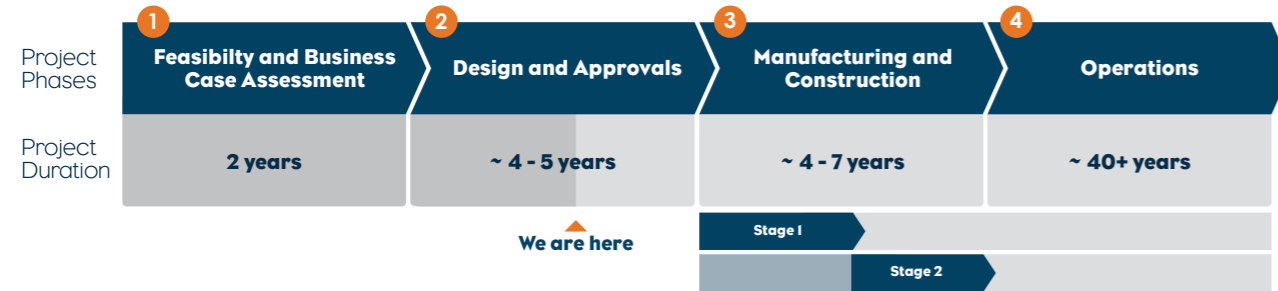 1
2
3
4
Project
Phases
Feasibilty and Business
Case Assessment
Design and Approvals
Manufacturing and
Construction
Operations
Project
Duration
2 years
~ 4 - 5 years
~ 4 - 7 years
~ 40+ years
We are here
Stage 1
Stage 2